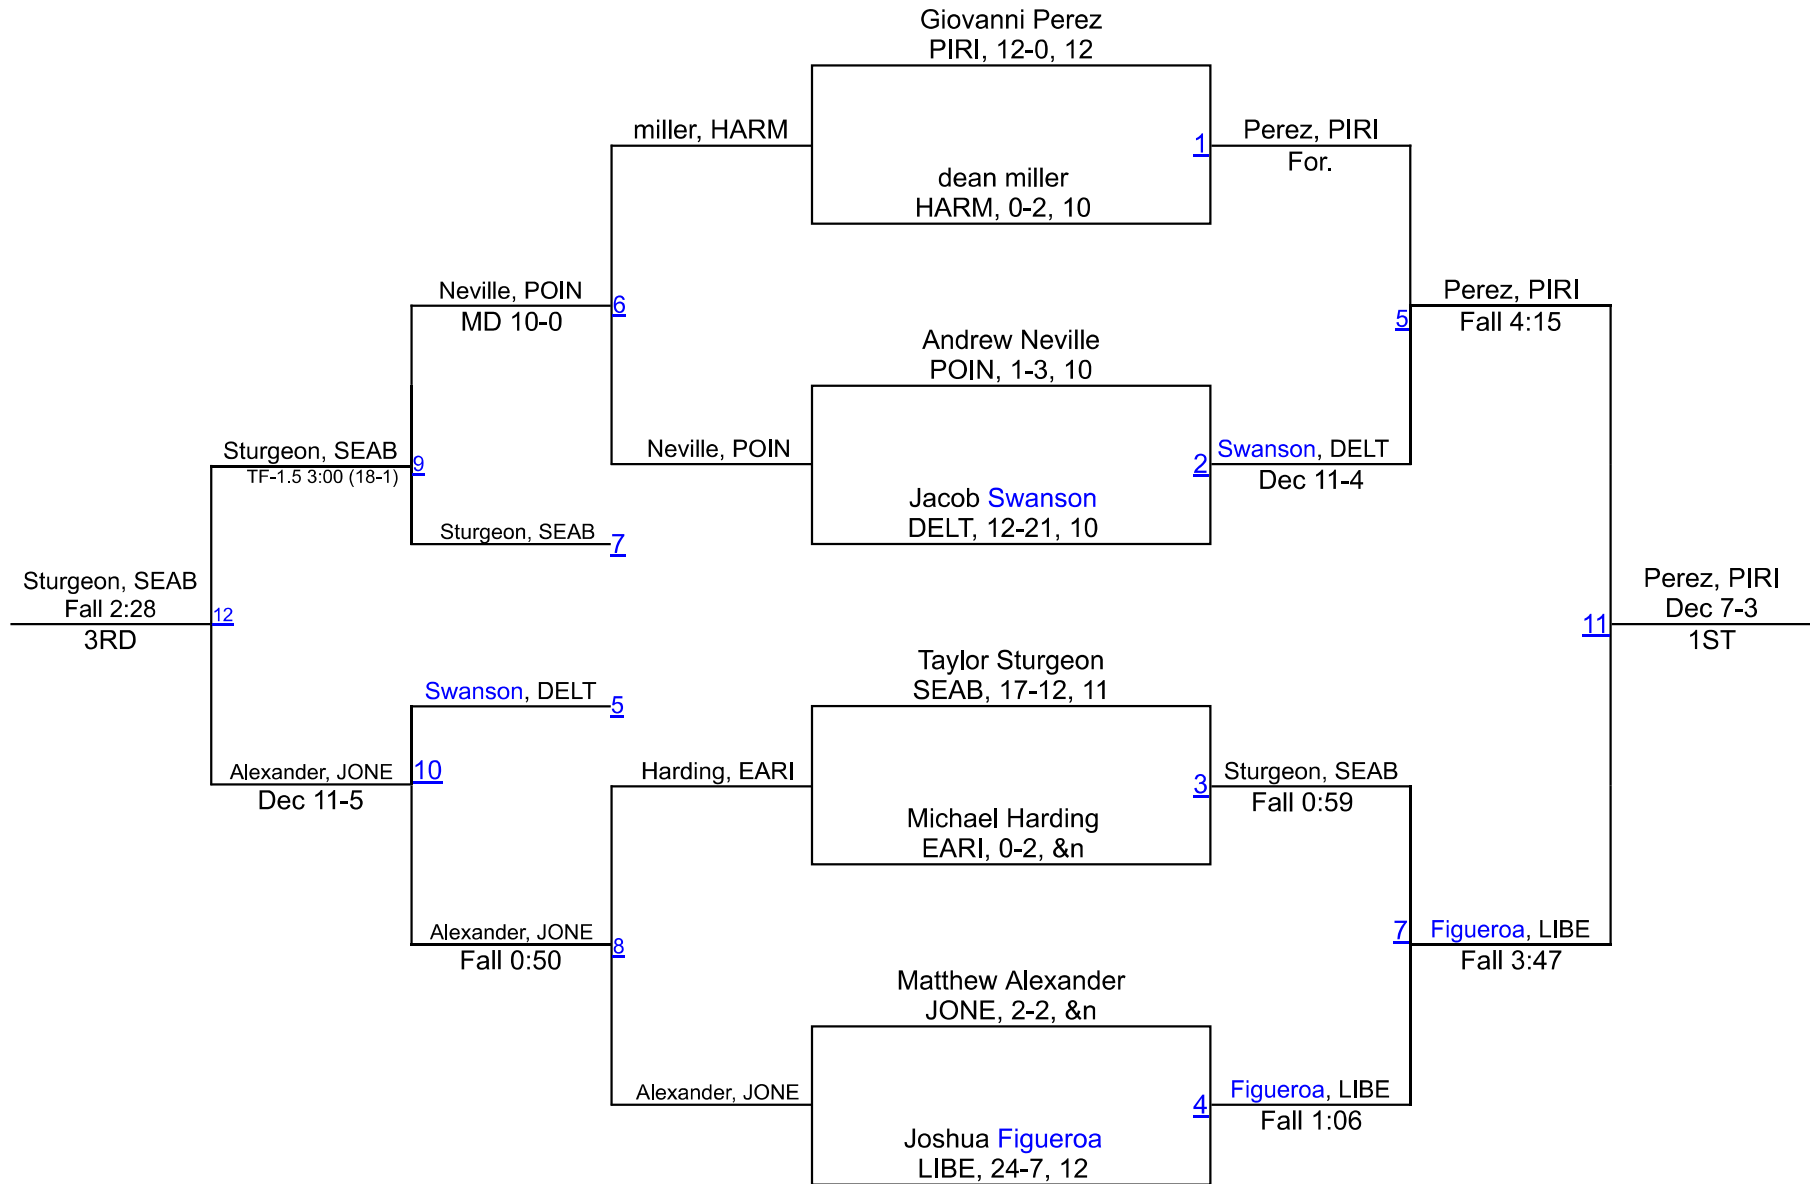 Giovanni Perez
PIRI, 12-0, 12
miller, HARM
1
Perez, PIRI
For.
dean miller
HARM, 0-2, 10
Neville, POIN
MD 10-0
6
Perez, PIRI
Fall 4:15
5
Andrew Neville
POIN, 1-3, 10
Sturgeon, SEAB
TF-1.5 3:00 (18-1)
9
Neville, POIN
2
Swanson, DELT
Dec 11-4
Jacob Swanson
DELT, 12-21, 10
Sturgeon, SEAB
7
Sturgeon, SEAB
Fall 2:28
3RD
12
11
Perez, PIRI
Dec 7-3
1ST
Taylor Sturgeon
SEAB, 17-12, 11
Swanson, DELT
5
Alexander, JONE
Dec 11-5
10
Harding, EARI
3
Sturgeon, SEAB
Fall 0:59
Michael Harding
EARI, 0-2, &n
Alexander, JONE
Fall 0:50
8
7
Figueroa, LIBE
Fall 3:47
Matthew Alexander
JONE, 2-2, &n
Alexander, JONE
4
Figueroa, LIBE
Fall 1:06
Joshua Figueroa
LIBE, 24-7, 12